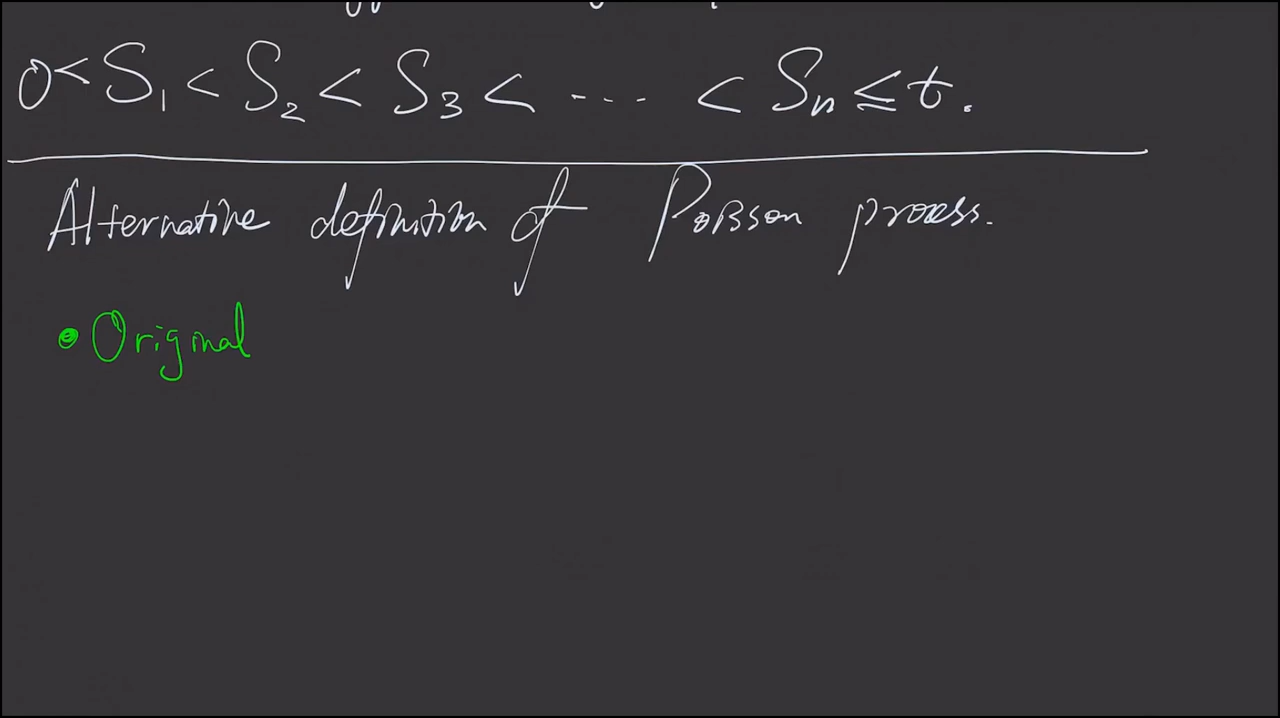 0 < S₁ < S₂ < S₃ < ... < Sₙ ≤ t.
Alternative definition of Poisson process.
• Original